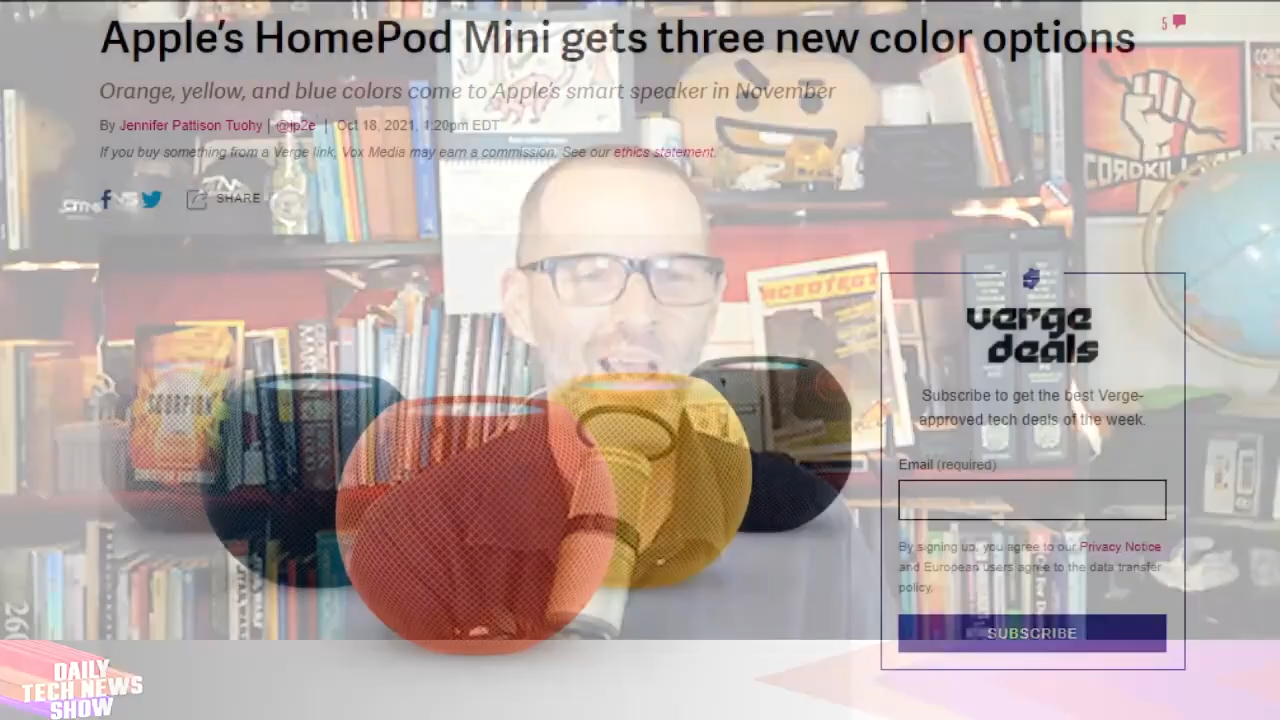 Apple's HomePod Mini gets three new color options
5
Orange, yellow, and blue colors come to Apple's smart speaker in November
By Jennifer Pattison Tuohy | @jp2e | Oct 18, 2021, 1:20pm EDT
If you buy something from a Verge link, Vox Media may earn a commission. See our ethics statement.
SHARE
CORDKILLERS
verge
deals
Subscribe to get the best Verge-
approved tech deals of the week.
Email (required)
By signing up, you agree to our Privacy Notice
and European users agree to the data transfer
policy.
SUBSCRIBE
DAILY
TECH NEWS
SHOW